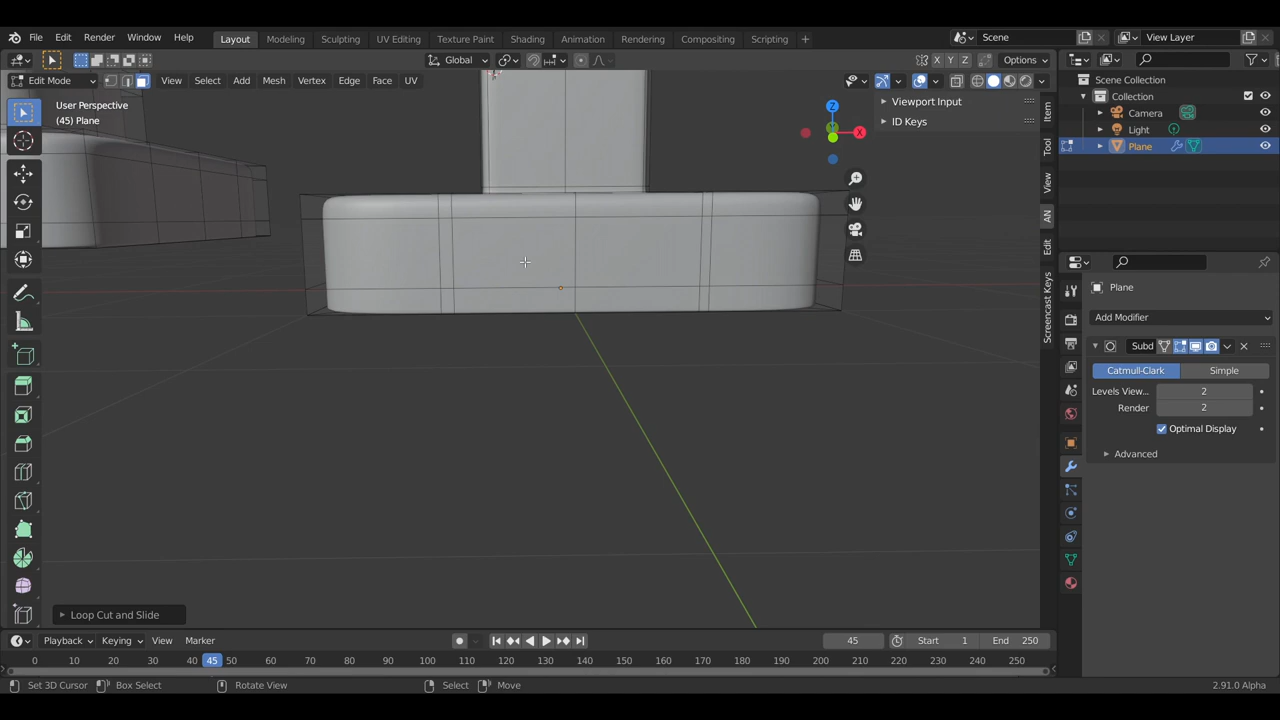 File Edit Render Window Help Layout Modeling Sculpting UV Editing Texture Paint Shading Animation Rendering Compositing Scripting + Scene View Layer
Global Options
Edit Mode View Select Add Mesh Vertex Edge Face UV X Y Z
User Perspective
(45) Plane
Z
X
Viewport Input
ID Keys
Item
Tool
View
AN
Edit
Screencast Keys
Scene Collection
Collection
Camera
Light
Plane
Plane
Add Modifier
Subd
Catmull-Clark Simple
Levels View... 2
Render 2
Optimal Display
Advanced
Loop Cut and Slide
Playback Keying View Marker 45 Start 1 End 250
0 10 20 30 40 45 50 60 70 80 90 100 110 120 130 140 150 160 170 180 190 200 210 220 230 240 250
Set 3D Cursor Box Select Rotate View Select Move 2.91.0 Alpha